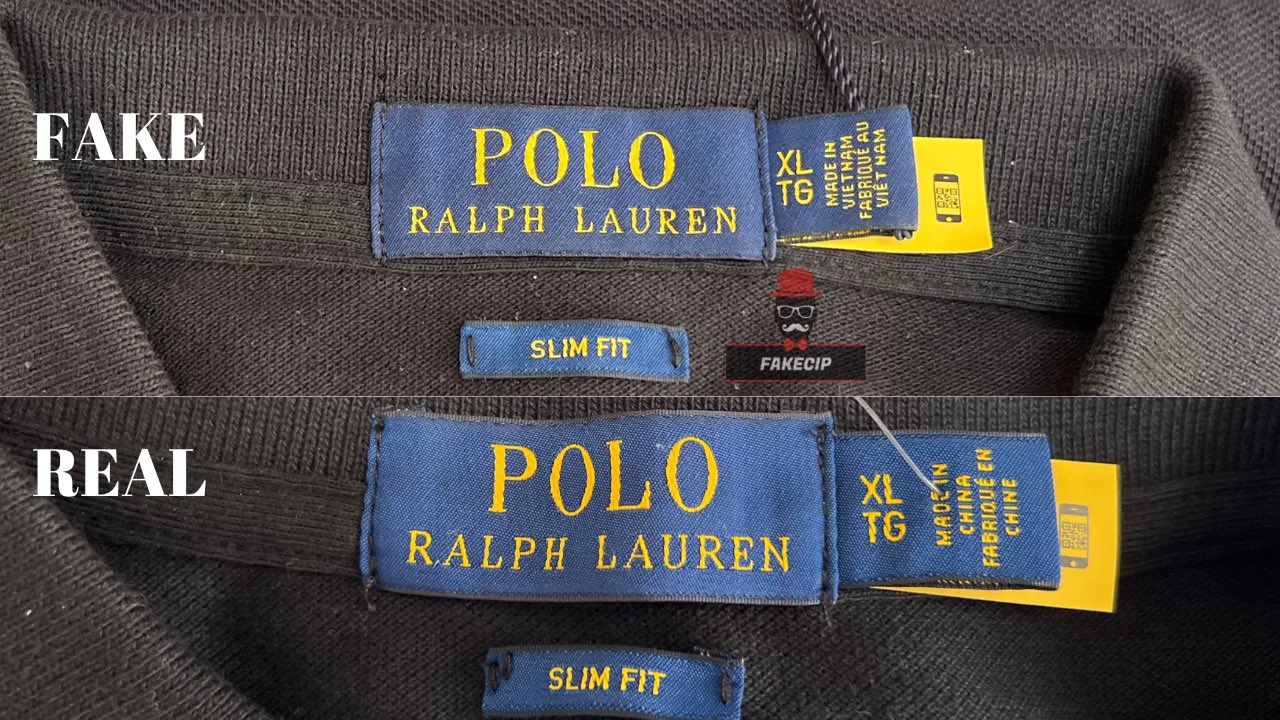 FAKE
POLO
RALPH LAUREN
XL
TG
MADE IN
VIETNAM
FABRIQUÉ AU
VIÊT NAM
SLIM FIT
FAKECIP
REAL
POLO
RALPH LAUREN
XL
TG
MADE IN
CHINA
FABRIQUÉ EN
CHINE
SLIM FIT